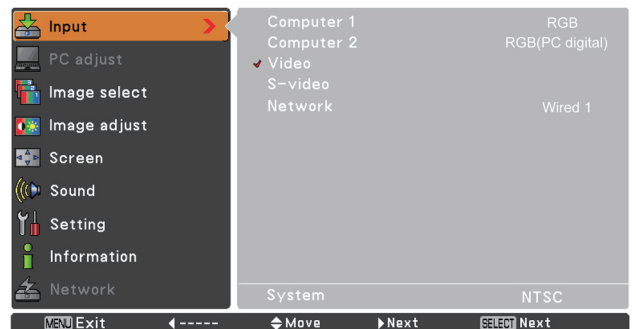 Input
PC adjust
Image select
Image adjust
Screen
Sound
Setting
Information
Network
Computer 1 RGB
Computer 2 RGB(PC digital)
Video
S-video
Network Wired 1
System NTSC
MENU Exit ----- Move Next SELECT Next